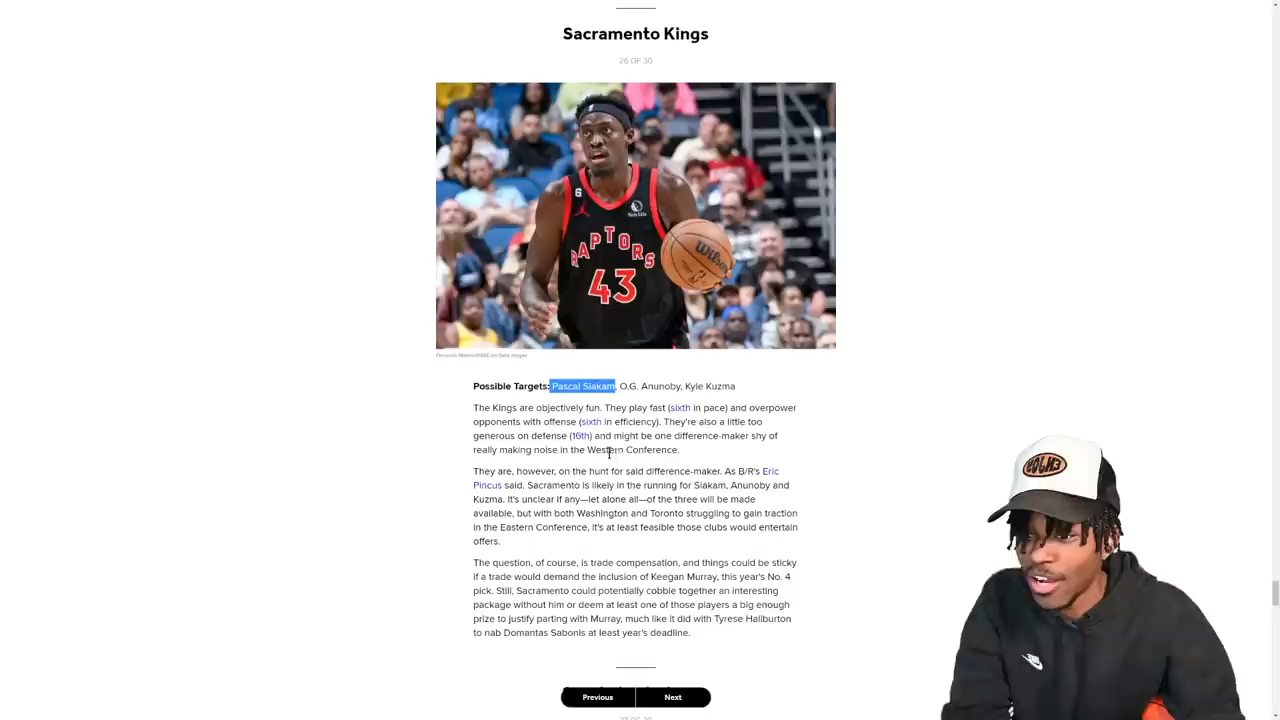 Sacramento Kings
26 OF 30
6
RAPTORS
43
Wilson
Possible Targets: Pascal Siakam, O.G. Anunoby, Kyle Kuzma
The Kings are objectively fun. They play fast (sixth in pace) and overpower
opponents with offense (sixth in efficiency). They're also a little too
generous on defense (16th) and might be one difference-maker shy of
really making noise in the Western Conference.
They are, however, on the hunt for said difference-maker. As B/R's Eric
Pincus said, Sacramento is likely in the running for Siakam, Anunoby and
Kuzma. It's unclear if any—let alone all—of the three will be made
available, but with both Washington and Toronto struggling to gain traction
in the Eastern Conference, it's at least feasible those clubs would entertain
offers.
The question, of course, is trade compensation, and things could be sticky
if a trade would demand the inclusion of Keegan Murray, this year's No. 4
pick. Still, Sacramento could potentially cobble together an interesting
package without him or deem at least one of those players a big enough
prize to justify parting with Murray, much like it did with Tyrese Haliburton
to nab Domantas Sabonis at least year's deadline.
Previous
Next
27 OF 30